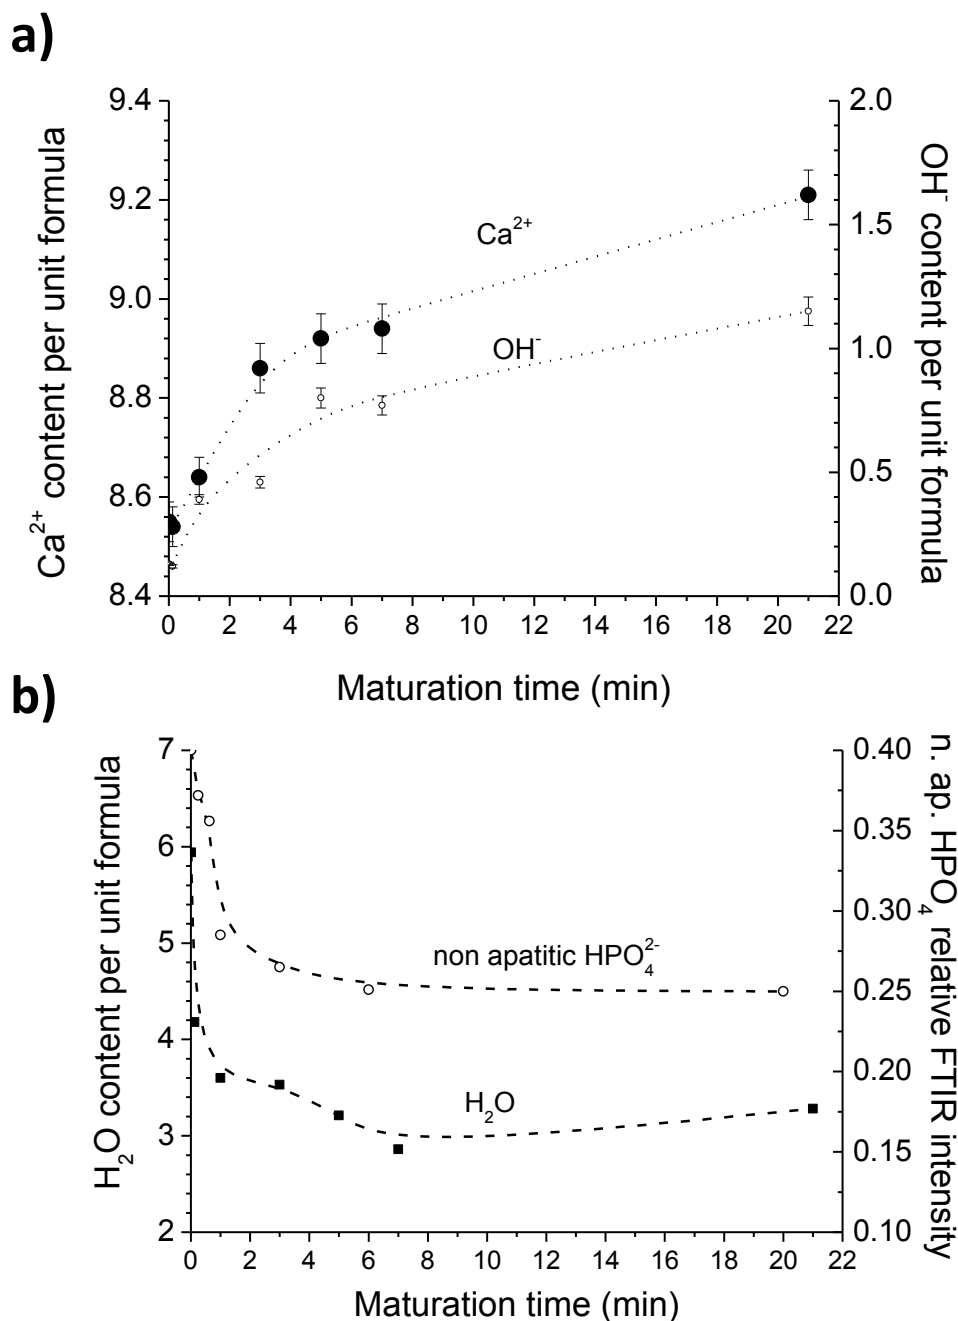 a)
Ca²⁺ content per unit formula
9.4
9.2
9.0
8.8
8.6
8.4
Ca²⁺
OH⁻
2.0
1.5
1.0
0.5
0.0
OH⁻ content per unit formula
0 2 4 6 8 10 12 14 16 18 20 22
Maturation time (min)
b)
H₂O content per unit formula
7
6
5
4
3
2
non apatitic HPO₄²⁻
H₂O
0.40
0.35
0.30
0.25
0.20
0.15
0.10
n. ap. HPO₄ relative FTIR intensity
0 2 4 6 8 10 12 14 16 18 20 22
Maturation time (min)